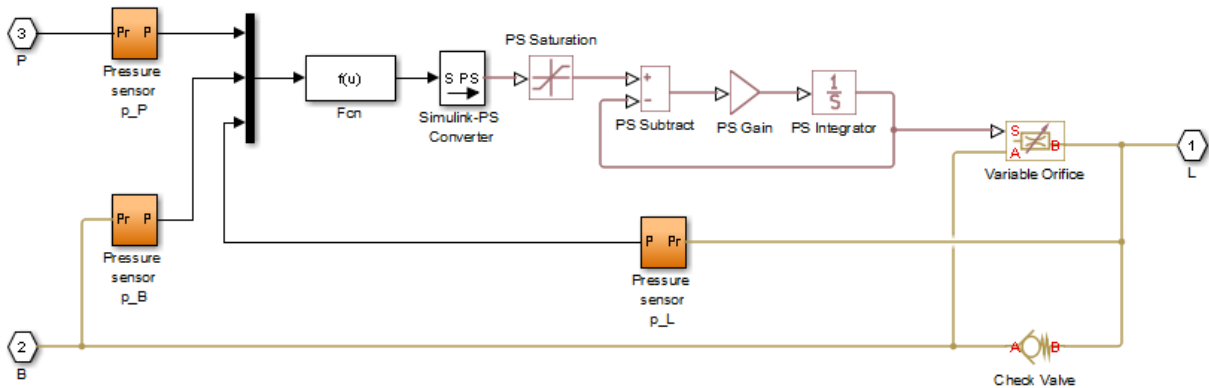 3
P
Pr P
Pressure
sensor
p_P
f(u)
Fcn
S PS
Simulink-PS
Converter
PS Saturation
+
−
PS Subtract
PS Gain
1
S
PS Integrator
S
A
B
Variable Orifice
1
L
Pr P
Pressure
sensor
p_B
P Pr
Pressure
sensor
p_L
2
B
A
B
Check Valve